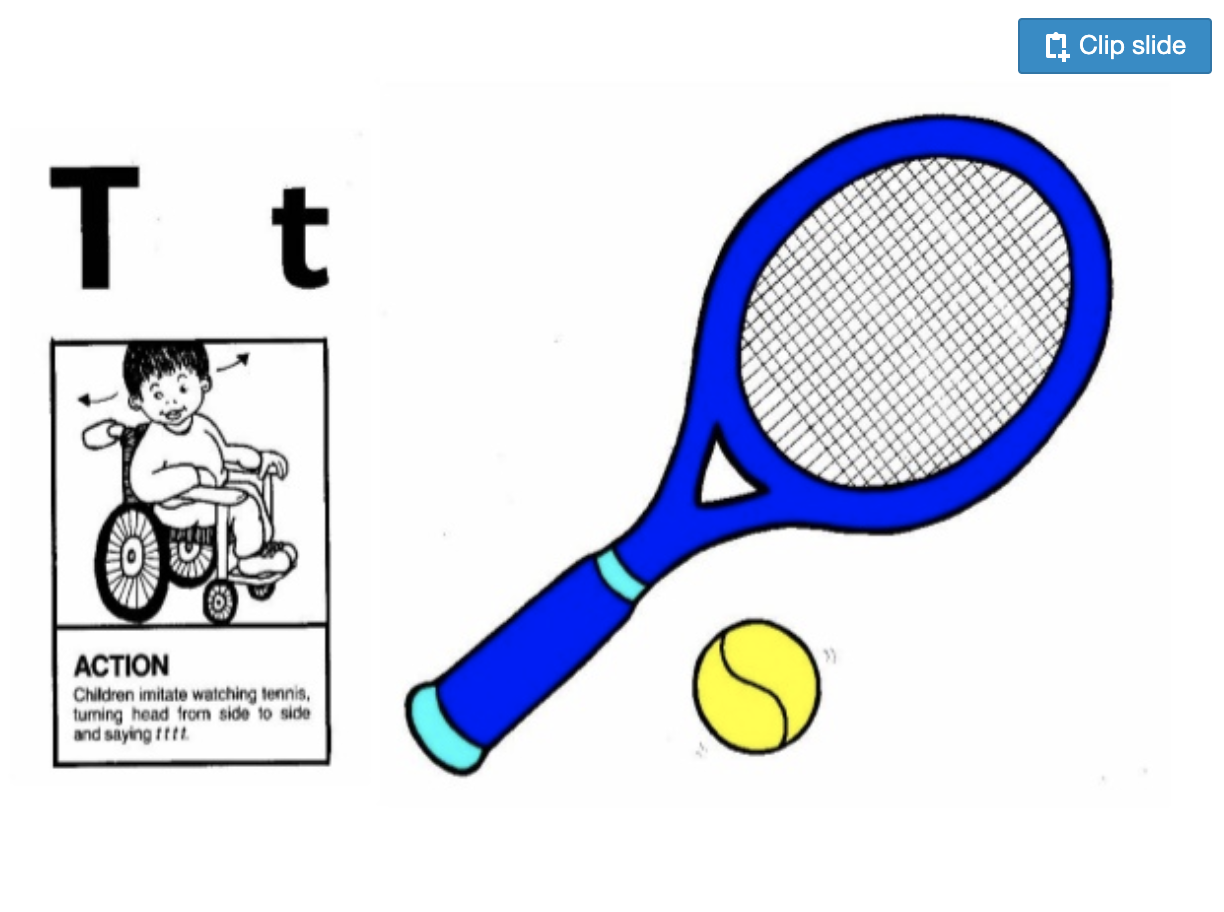 Clip slide
T t
ACTION
Children imitate watching tennis,
turning head from side to side
and saying t t t t.